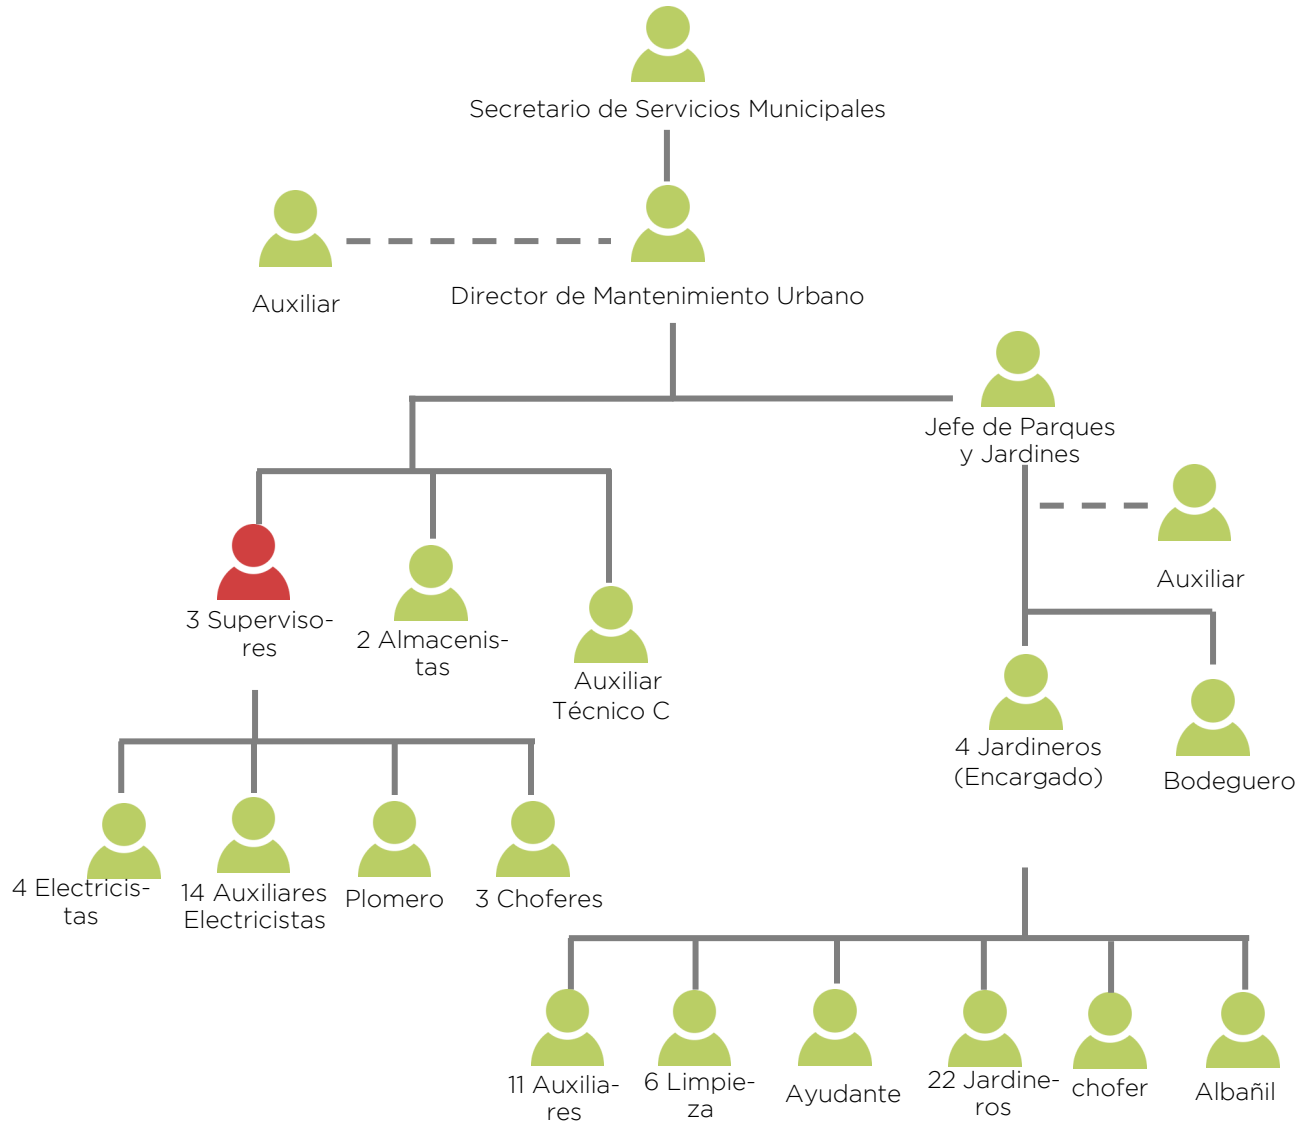 Secretario de Servicios Municipales
Auxiliar
Director de Mantenimiento Urbano
Jefe de Parques
y Jardines
Auxiliar
3 Superviso-
res
2 Almacenis-
tas
Auxiliar
Técnico C
4 Jardineros
(Encargado)
Bodeguero
4 Electricis-
tas
14 Auxiliares
Electricistas
Plomero
3 Choferes
11 Auxilia-
res
6 Limpie-
za
Ayudante
22 Jardine-
ros
chofer
Albañil